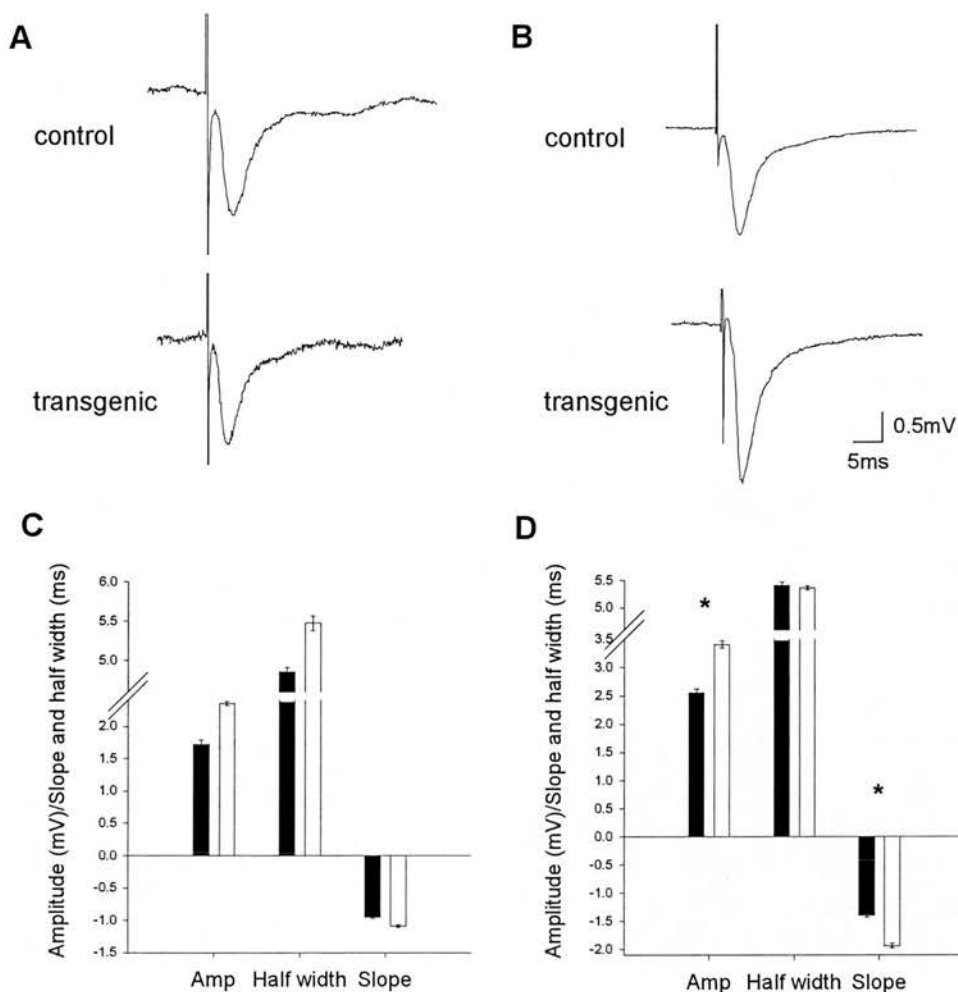 A
control
transgenic
B
control
transgenic
0.5mV
5ms
C
Amplitude (mV)/Slope and half width (ms)
6.0
5.5
5.0
2.0
1.5
1.0
0.5
0.0
-0.5
-1.0
-1.5
Amp Half width Slope
D
Amplitude (mV)/Slope and half width (ms)
5.5
5.0
3.5
3.0
2.5
2.0
1.5
1.0
0.5
0.0
-0.5
-1.0
-1.5
-2.0
*
*
Amp Half width Slope